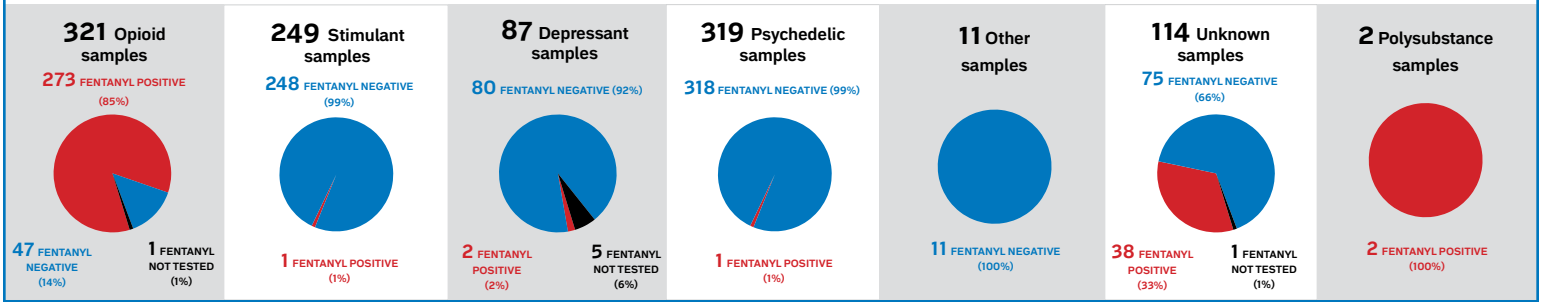 321 Opioid
samples
273 FENTANYL POSITIVE
(85%)
47 FENTANYL
NEGATIVE
(14%)
1 FENTANYL
NOT TESTED
(1%)
249 Stimulant
samples
248 FENTANYL NEGATIVE
(99%)
1 FENTANYL POSITIVE
(1%)
87 Depressant
samples
80 FENTANYL NEGATIVE (92%)
2 FENTANYL
POSITIVE
(2%)
5 FENTANYL
NOT TESTED
(6%)
319 Psychedelic
samples
318 FENTANYL NEGATIVE (99%)
1 FENTANYL POSITIVE
(1%)
11 Other
samples
11 FENTANYL NEGATIVE
(100%)
114 Unknown
samples
75 FENTANYL NEGATIVE
(66%)
38 FENTANYL
POSITIVE
(33%)
1 FENTANYL
NOT TESTED
(1%)
2 Polysubstance
samples
2 FENTANYL POSITIVE
(100%)